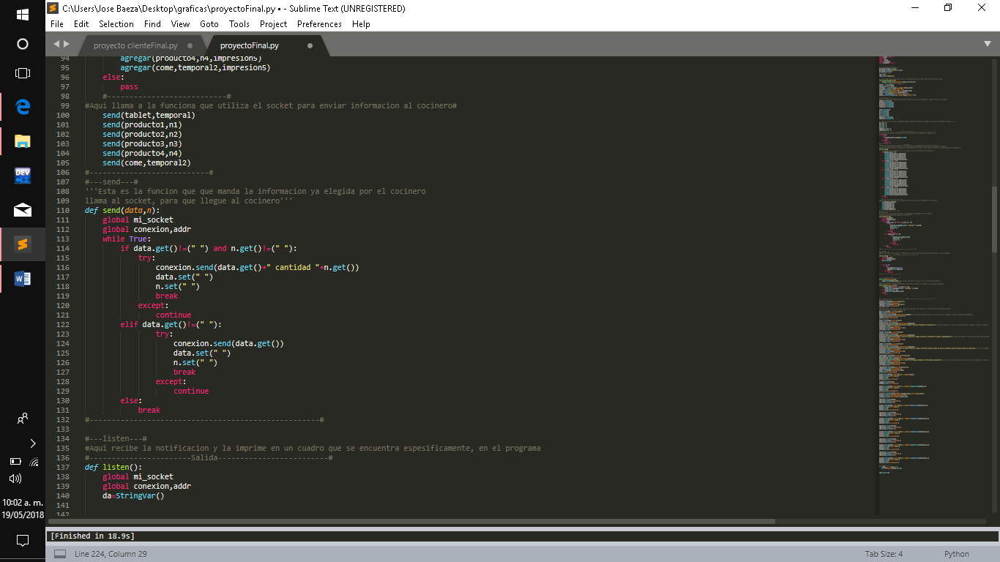 C:\Users\Jose Baeza\Desktop\graficas\proyectoFinal.py • - Sublime Text (UNREGISTERED)
File Edit Selection Find View Goto Tools Project Preferences Help
proyecto clienteFinal.py
proyectoFinal.py
94 agregar(producto4,n4,impresion5)
95 agregar(come,temporal2,impresion5)
96 else:
97 pass
98 #---------------------------#
99 #Aqui llama a la funciona que utiliza el socket para enviar informacion al cocinero#
100 send(tablet,temporal)
101 send(producto1,n1)
102 send(producto2,n2)
103 send(producto3,n3)
104 send(producto4,n4)
105 send(come,temporal2)
106 #---------------------------#
107 #---send---#
108 '''Esta es la funcion que que manda la informacion ya elegida por el cocinero
109 llama al socket, para que llegue al cocinero'''
110 def send(data,n):
111 global mi_socket
112 global conexion,addr
113 while True:
114 if data.get()!=(" ") and n.get()!=(" "):
115 try:
116 conexion.send(data.get()+" cantidad "+n.get())
117 data.set(" ")
118 n.set(" ")
119 break
120 except:
121 continue
122 elif data.get()!=(" "):
123 try:
124 conexion.send(data.get())
125 data.set(" ")
126 n.set(" ")
127 break
128 except:
129 continue
130 else:
131 break
132 #----------------------------------------------------#
133
134 #---listen---#
135 #Aqui recibe la notificacion y la imprime en un cuadro que se encuentra espesificamente, en el programa
136 #-----------------------Salida-------------------------#
137 def listen():
138 global mi_socket
139 global conexion,addr
140 da=StringVar()
141
142
[Finished in 18.9s]
Line 224, Column 29
Tab Size: 4
Python
DEV
C++
10:02 a. m.
19/05/2018